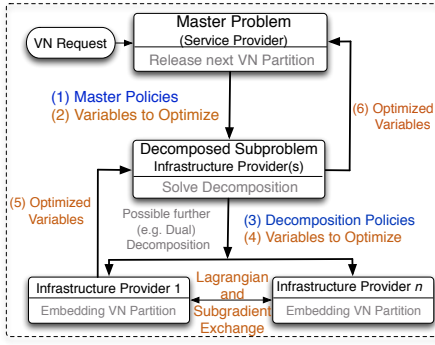 Master Problem
(Service Provider)
VN Request
Release next VN Partition
(1) Master Policies
(2) Variables to Optimize
(6) Optimized
Variables
Decomposed Subproblem
Infrastructure Provider(s)
Solve Decomposition
(5) Optimized
Variables
Possible further
(e.g. Dual)
Decomposition
(3) Decomposition Policies
(4) Variables to Optimize
Infrastructure Provider 1
Embedding VN Partition
Lagrangian
and
Subgradient
Exchange
Infrastructure Provider n
Embedding VN Partition